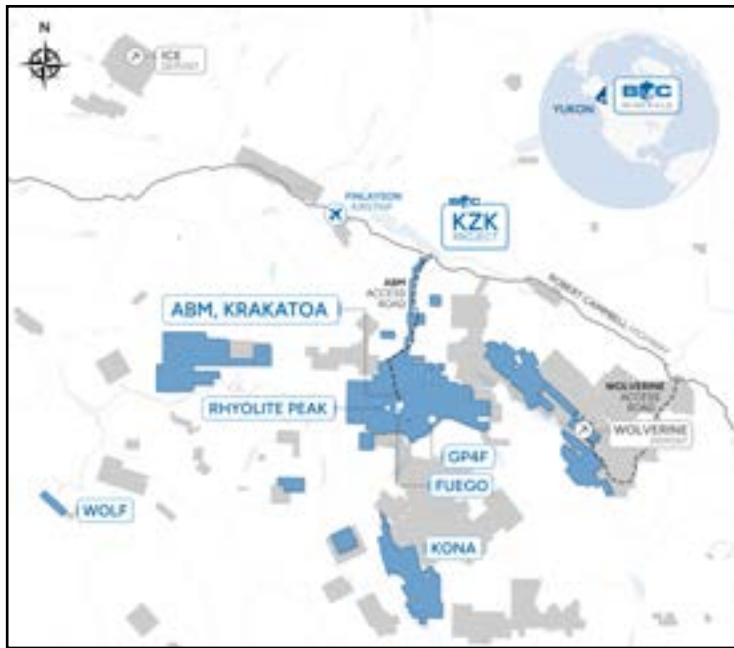 N
ICE
DEPOSIT
YUKON
BMC
MINERALS
FINLAYSON
AIRSTRIP
BMC
KZK
PROJECT
ABM
ACCESS
ROAD
ROBERT CAMPBELL HIGHWAY
ABM, KRAKATOA
WOLVERINE
ACCESS
ROAD
RHYOLITE PEAK
WOLVERINE
DEPOSIT
GP4F
FUEGO
WOLF
KONA